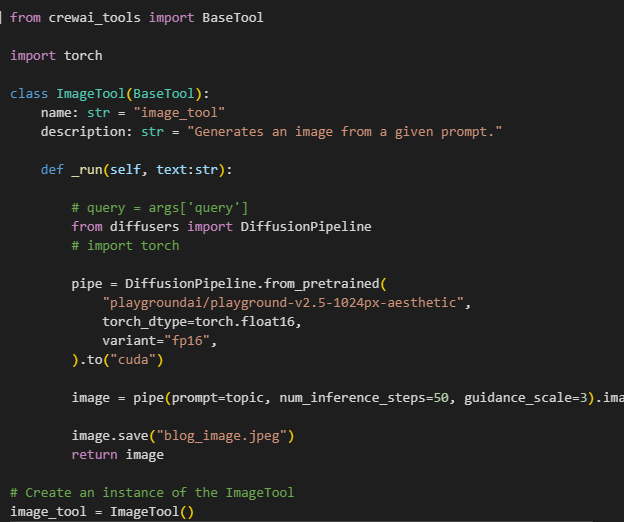 from crewai_tools import BaseTool
import torch
class ImageTool(BaseTool):
    name: str = "image_tool"
    description: str = "Generates an image from a given prompt."
    def _run(self, text:str):
        # query = args['query']
        from diffusers import DiffusionPipeline
        # import torch
        pipe = DiffusionPipeline.from_pretrained(
            "playgroundai/playground-v2.5-1024px-aesthetic",
            torch_dtype=torch.float16,
            variant="fp16",
        ).to("cuda")
        image = pipe(prompt=topic, num_inference_steps=50, guidance_scale=3).ima
        image.save("blog_image.jpeg")
        return image
# Create an instance of the ImageTool
image_tool = ImageTool()